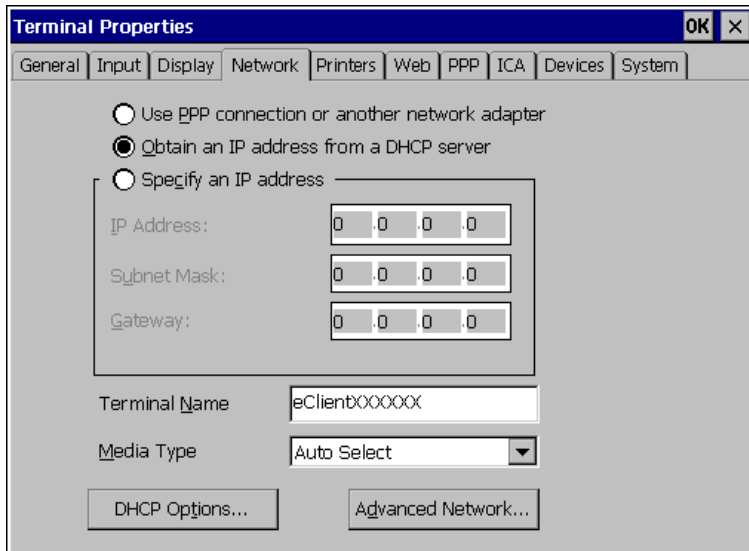 Terminal Properties OK ×
General Input Display Network Printers Web PPP ICA Devices System
Use PPP connection or another network adapter
Obtain an IP address from a DHCP server
Specify an IP address
IP Address: 0 .0 .0 .0
Subnet Mask: 0 .0 .0 .0
Gateway: 0 .0 .0 .0
Terminal Name eClientXXXXXX
Media Type Auto Select
DHCP Options... Advanced Network...